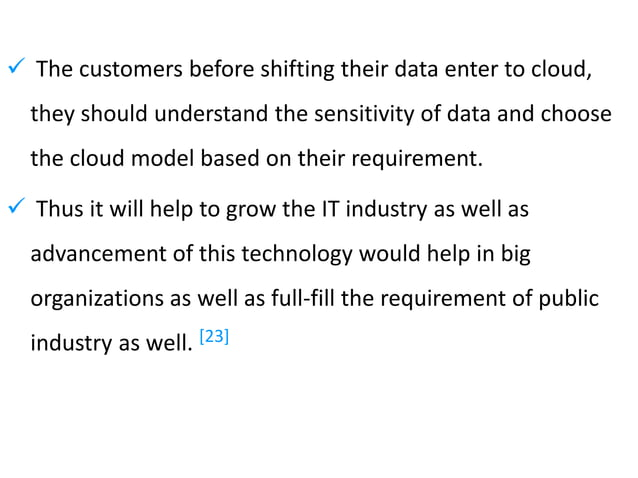 ✓ The customers before shifting their data enter to cloud,
they should understand the sensitivity of data and choose
the cloud model based on their requirement.
✓ Thus it will help to grow the IT industry as well as
advancement of this technology would help in big
organizations as well as full-fill the requirement of public
industry as well. [23]